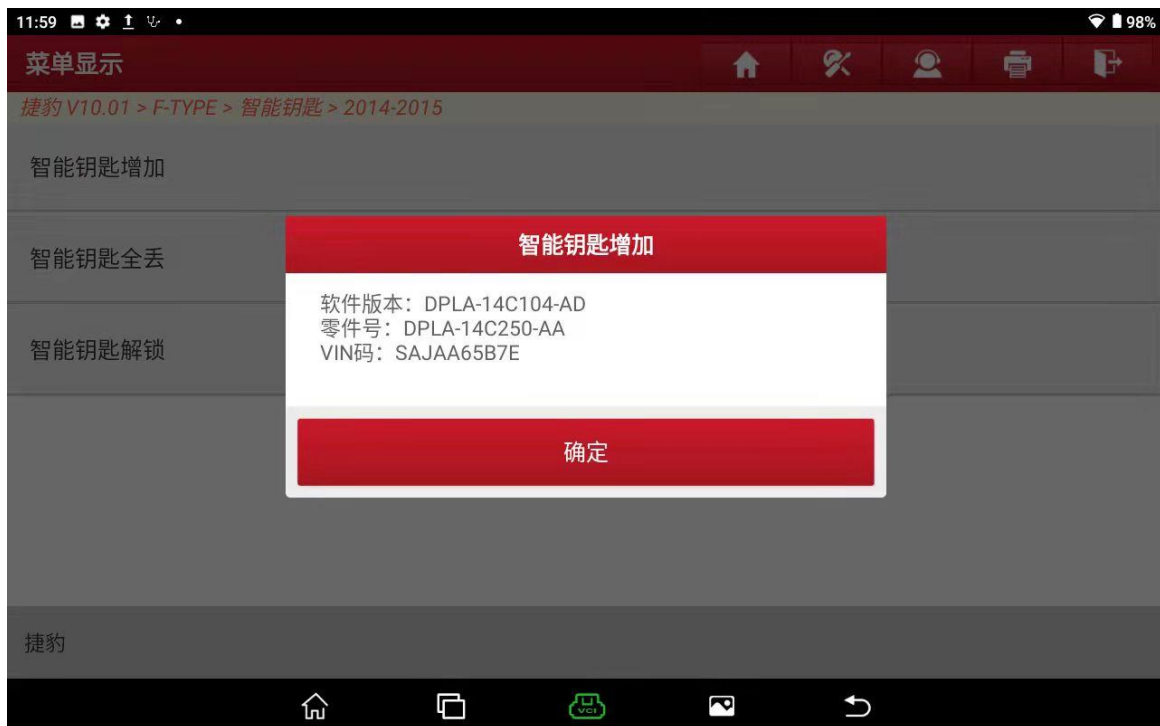 11:59
98%
菜单显示
捷豹 V10.01 > F-TYPE > 智能钥匙 > 2014-2015
智能钥匙增加
智能钥匙全丢
智能钥匙解锁
智能钥匙增加
软件版本：DPLA-14C104-AD
零件号：DPLA-14C250-AA
VIN码：SAJAA65B7E
确定
捷豹
VCI